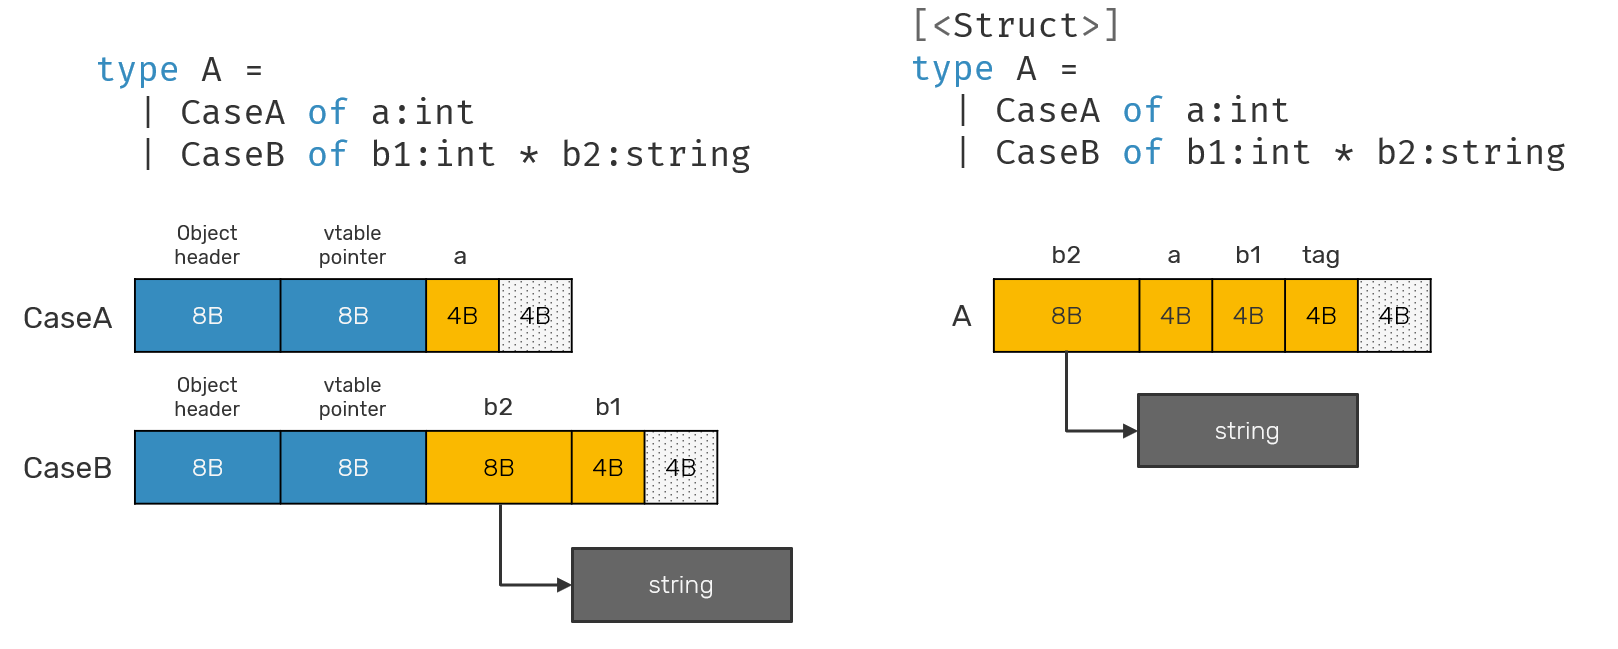 type A =
| CaseA of a:int
| CaseB of b1:int * b2:string
Object
header
vtable
pointer
a
CaseA
8B
8B
4B
4B
Object
header
vtable
pointer
b2
b1
CaseB
8B
8B
8B
4B
4B
string
[<Struct>]
type A =
| CaseA of a:int
| CaseB of b1:int * b2:string
b2
a
b1
tag
A
8B
4B
4B
4B
4B
string